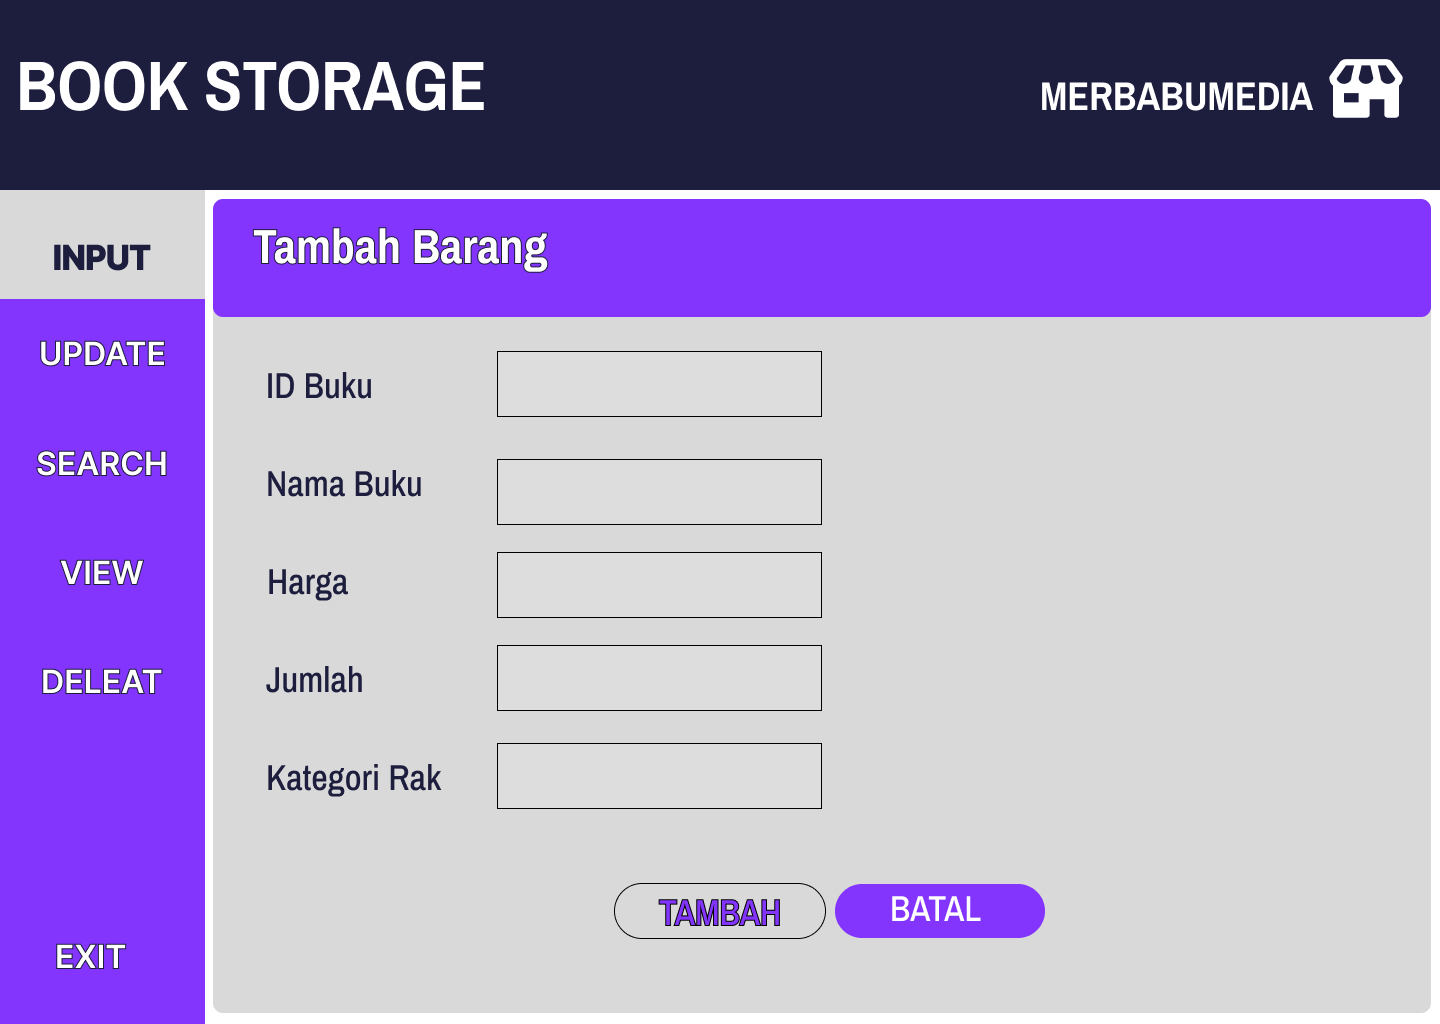 BOOK STORAGE
MERBABUMEDIA
INPUT
UPDATE
SEARCH
VIEW
DELEAT
EXIT
Tambah Barang
ID Buku
Nama Buku
Harga
Jumlah
Kategori Rak
TAMBAH
BATAL